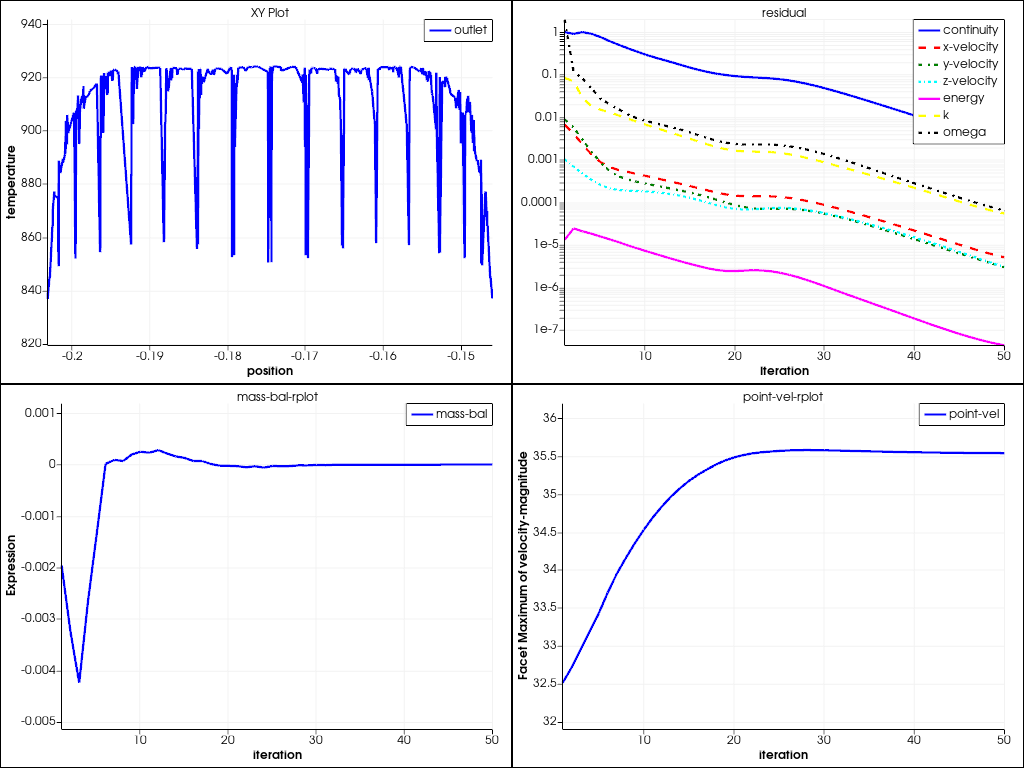 XY Plot
outlet
940
920
900
880
860
840
820
temperature
-0.2
-0.19
-0.18
-0.17
-0.16
-0.15
position
residual
continuity
x-velocity
y-velocity
z-velocity
energy
k
omega
1
0.1
0.01
0.001
0.0001
1e-5
1e-6
1e-7
10
20
30
40
50
Iteration
mass-bal-rplot
mass-bal
0.001
0
-0.001
-0.002
-0.003
-0.004
-0.005
Expression
10
20
30
40
50
iteration
point-vel-rplot
point-vel
36
35.5
35
34.5
34
33.5
33
32.5
32
Facet Maximum of velocity-magnitude
10
20
30
40
50
iteration